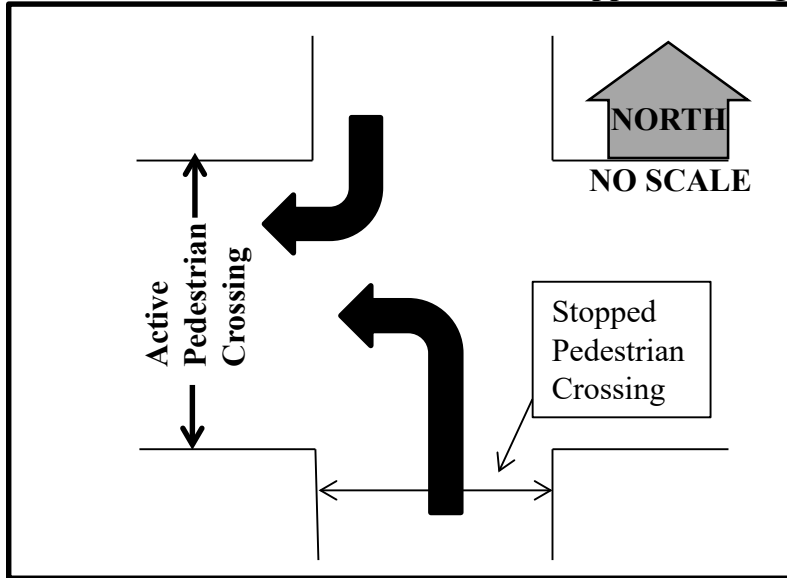 NORTH
NO SCALE
Active
Pedestrian
Crossing
Stopped
Pedestrian
Crossing